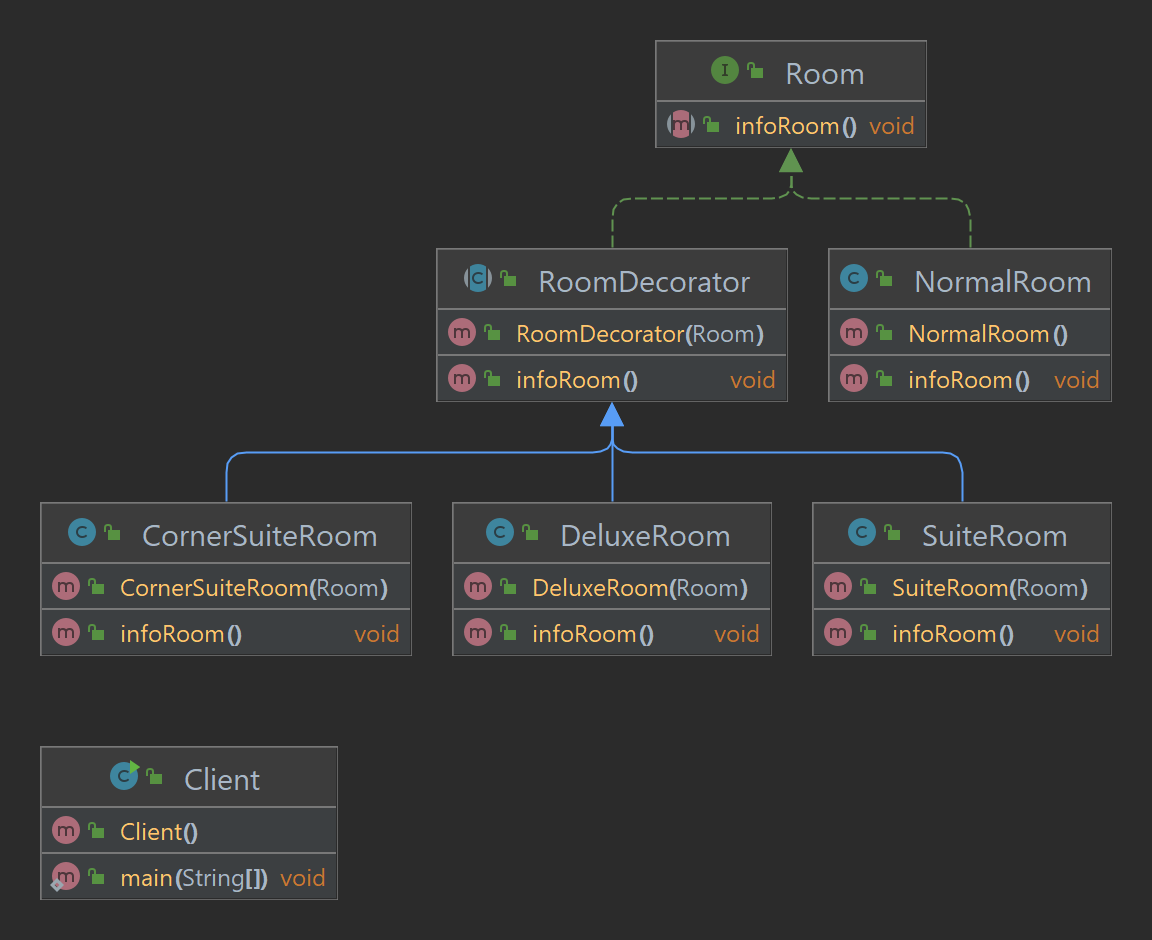 I Room
m infoRoom() void
C RoomDecorator
m RoomDecorator(Room)
m infoRoom() void
C NormalRoom
m NormalRoom()
m infoRoom() void
C CornerSuiteRoom
m CornerSuiteRoom(Room)
m infoRoom() void
C DeluxeRoom
m DeluxeRoom(Room)
m infoRoom() void
C SuiteRoom
m SuiteRoom(Room)
m infoRoom() void
C Client
m Client()
m main(String[]) void